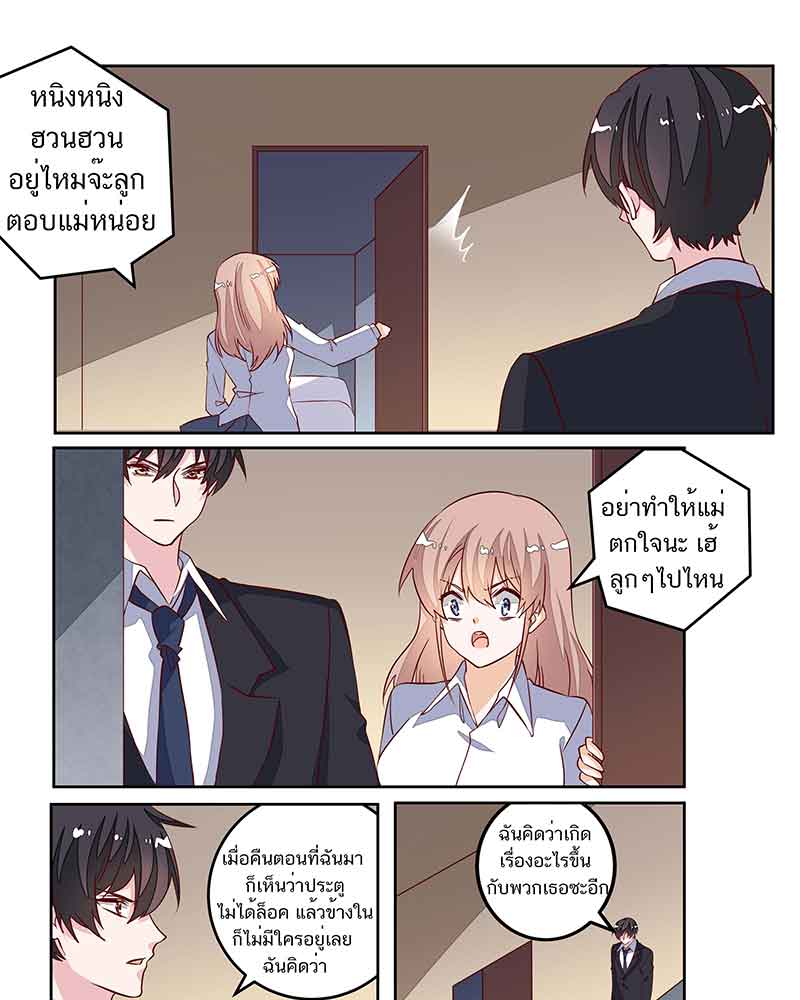 หนิงหนิง
ฮวนฮวน
อยู่ไหมจ๊ะลูก
ตอบแม่หน่อย
อย่าทำให้แม่
ตกใจนะ เฮ้
ลูกๆไปไหน
เมื่อคืนตอนที่ฉันมา
ก็เห็นว่าประตู
ไม่ได้ล็อค แล้วข้างใน
ก็ไม่มีใครอยู่เลย
ฉันคิดว่า
ฉันคิดว่าเกิด
เรื่องอะไรขึ้น
กับพวกเธอซะอีก